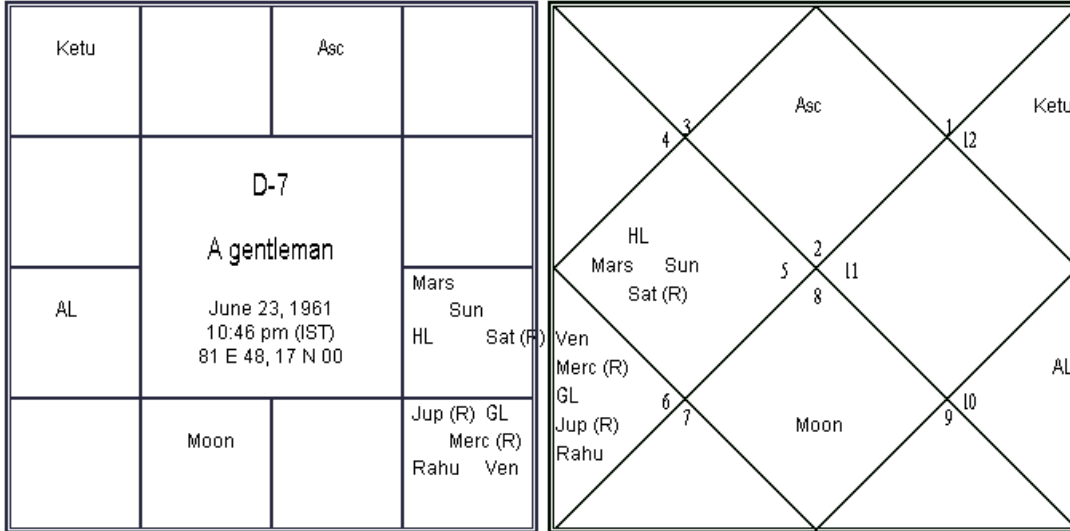 Ketu
Asc
D-7
A gentleman
June 23, 1961
10:46 pm (IST)
81 E 48, 17 N 00
AL
Mars
Sun
HL Sat (R)
Moon
Jup (R) GL
Merc (R)
Rahu Ven
Asc
Ketu
3
4
1
12
HL
Mars Sun
Sat (R)
2
5
11
8
Ven
Merc (R)
GL
Jup (R)
Rahu
AL
6
7
10
9
Moon